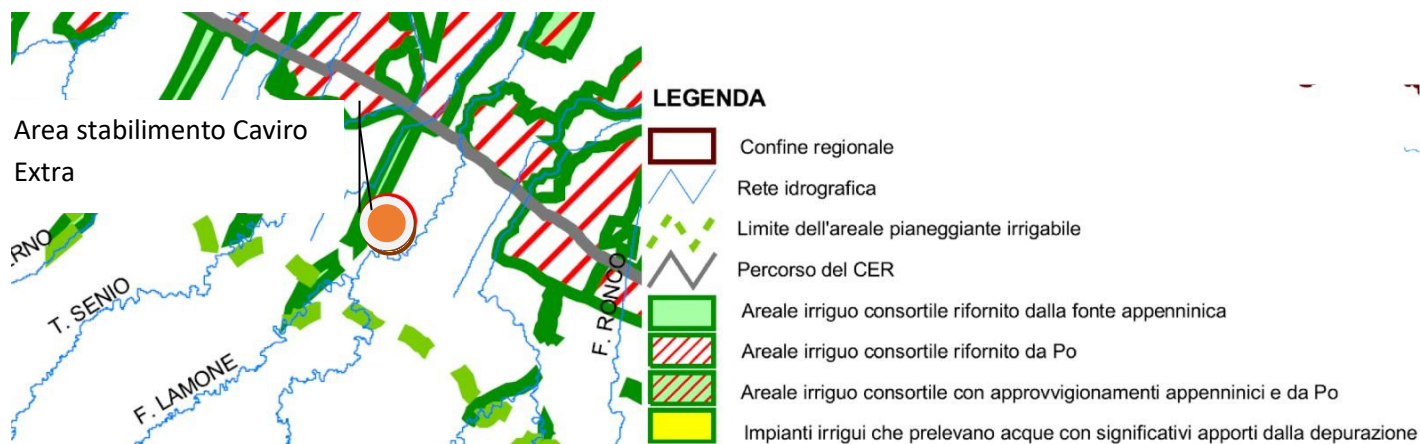 Area stabilimento Caviro
Extra
ERNO
T. SENIO
F. LAMONE
F. RONCO
LEGENDA
Confine regionale
Rete idrografica
Limite dell'areale pianeggiante irrigabile
Percorso del CER
Areale irriguo consortile rifornito dalla fonte appenninica
Areale irriguo consortile rifornito da Po
Areale irriguo consortile con approvvigionamenti appenninici e da Po
Impianti irrigui che prelevano acque con significativi apporti dalla depurazione